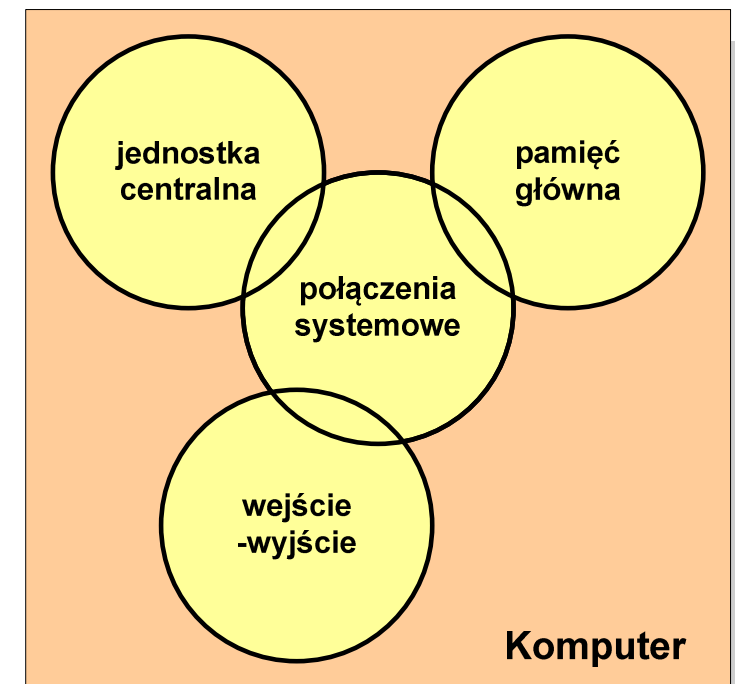 jednostka
centralna
pamięć
główna
połączenia
systemowe
wejście
-wyjście
Komputer